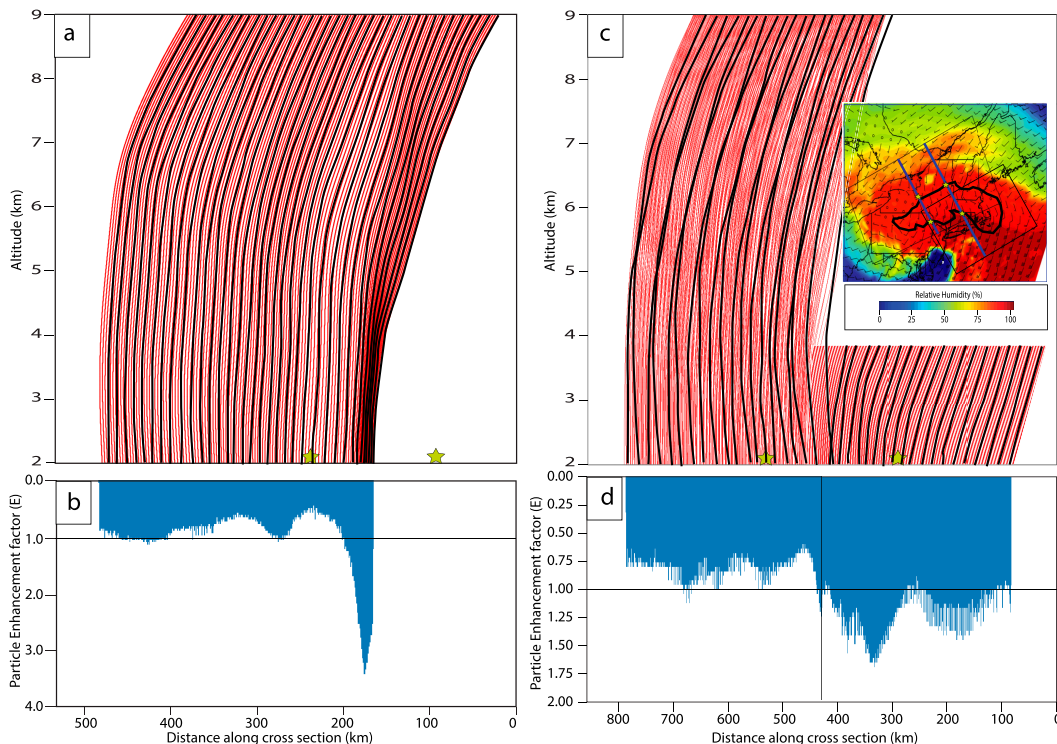 a
9
8
7
6
5
4
3
2
Altitude (km)
c
9
8
7
6
5
4
3
2
Altitude (km)
Relative Humidity (%)
0 25 50 75 100
b
0.0
1.0
2.0
3.0
4.0
Particle Enhancement factor (E)
500 400 300 200 100 0
Distance along cross section (km)
d
0.00
0.25
0.50
0.75
1.00
1.25
1.50
1.75
2.00
Particle Enhancement factor (E)
800 700 600 500 400 300 200 100 0
Distance along cross section (km)